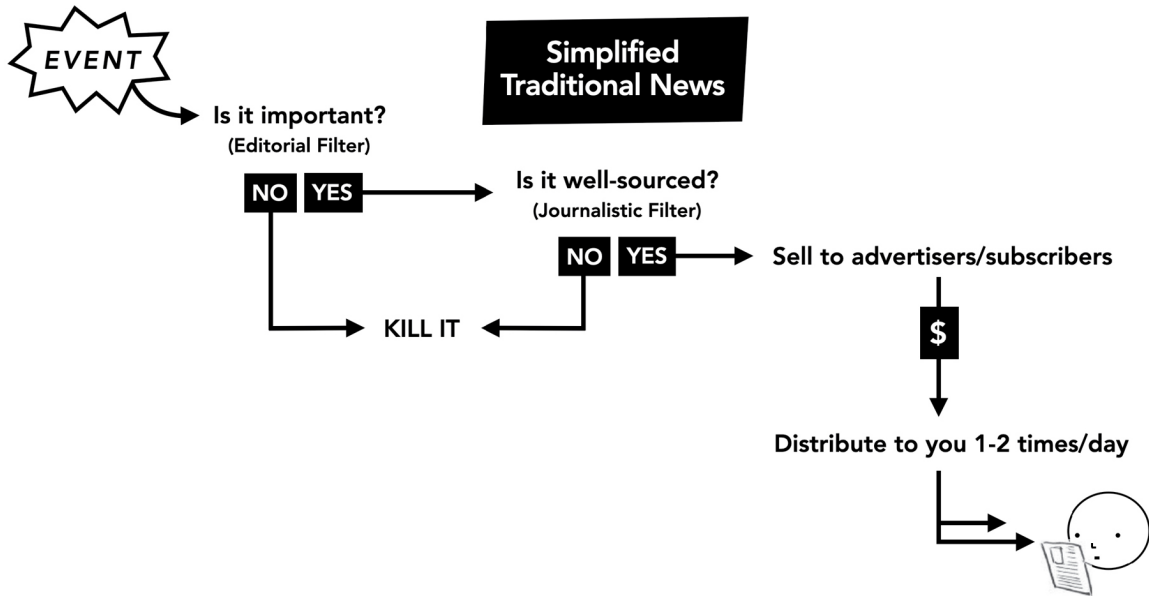 EVENT
Simplified
Traditional News
Is it important?
(Editorial Filter)
NO YES
Is it well-sourced?
(Journalistic Filter)
NO YES
Sell to advertisers/subscribers
KILL IT
$
Distribute to you 1-2 times/day